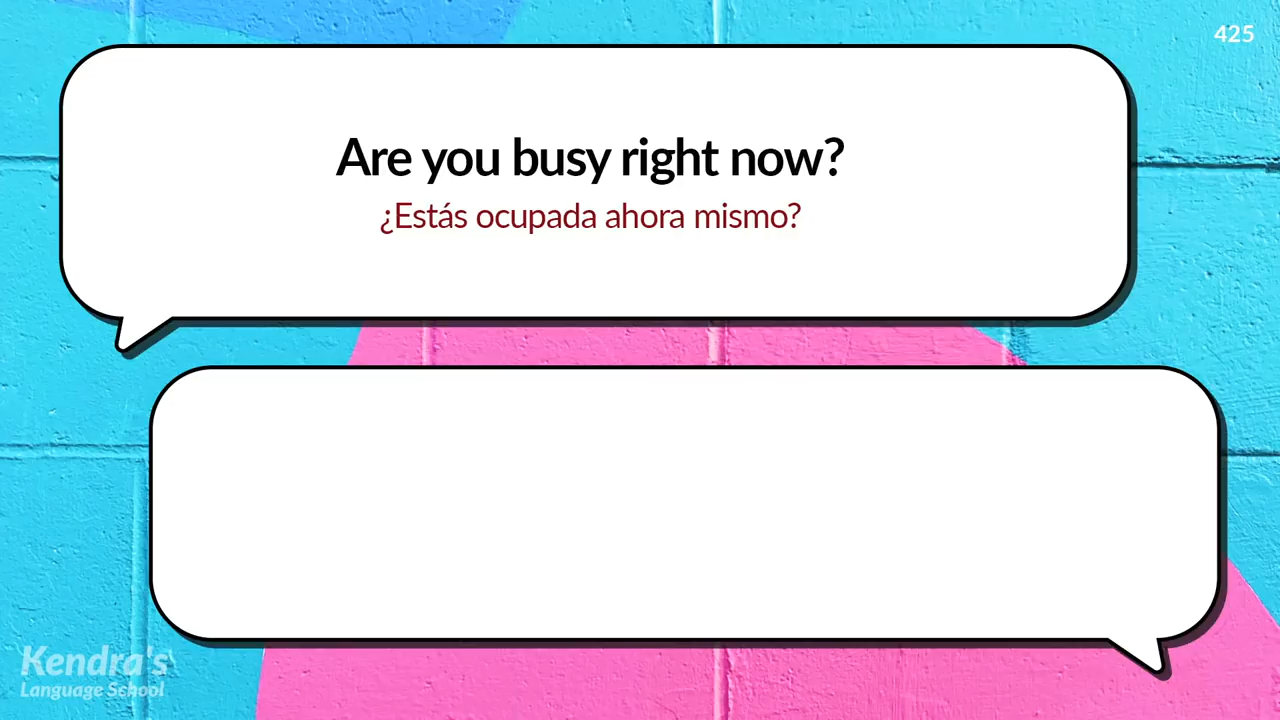 425
Are you busy right now?
¿Estás ocupada ahora mismo?
Kendra's
Language School